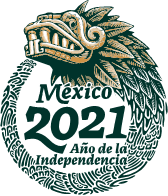 México
2021
Año de la
Independencia